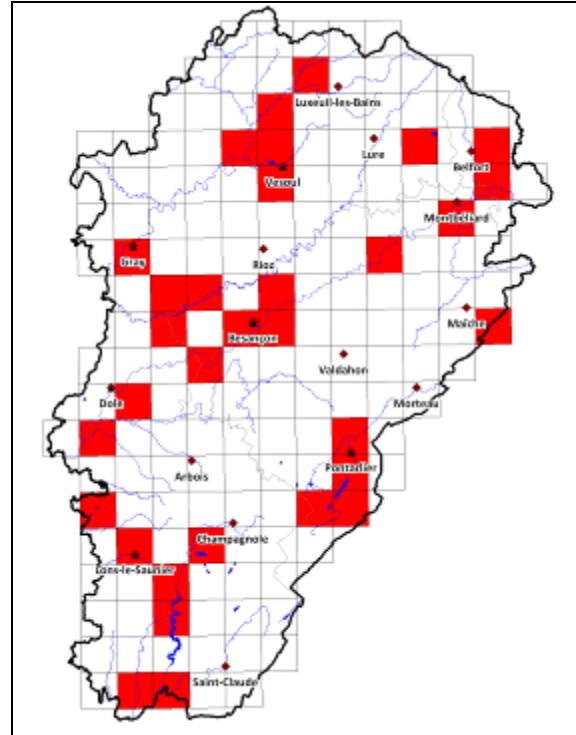 Luxeuil-les-Bains
Lure
Belfort
Vesoul
Montbéliard
Gray
Rioz
Maîche
Besançon
Valdahon
Dole
Morteau
Arbois
Pontarlier
Champagnole
Lons-le-Saunier
Saint-Claude